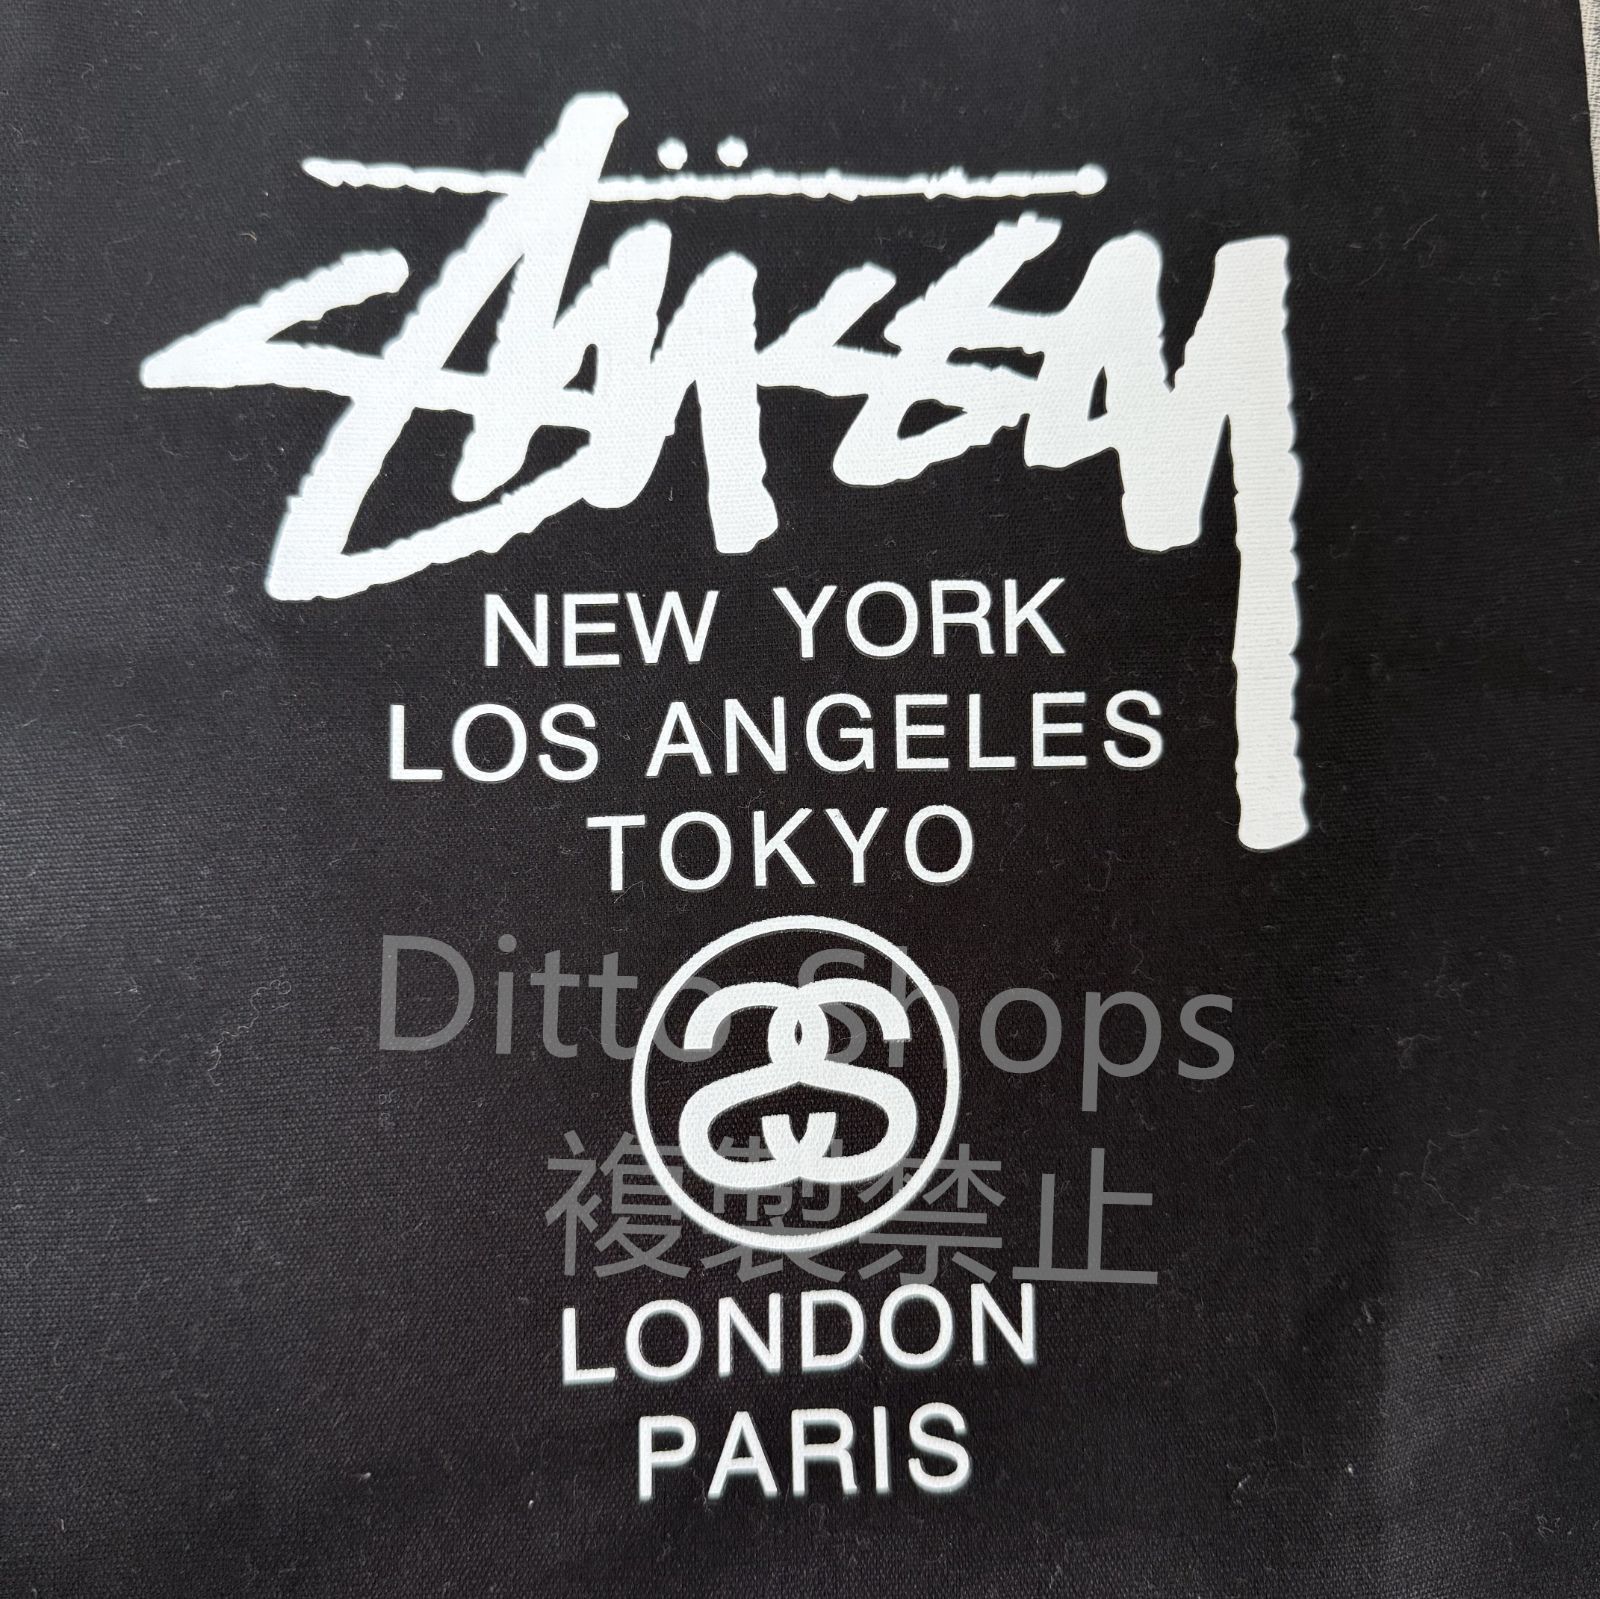 Stüssy
NEW YORK
LOS ANGELES
TOKYO
Ditto Shops
複製禁止
LONDON
PARIS